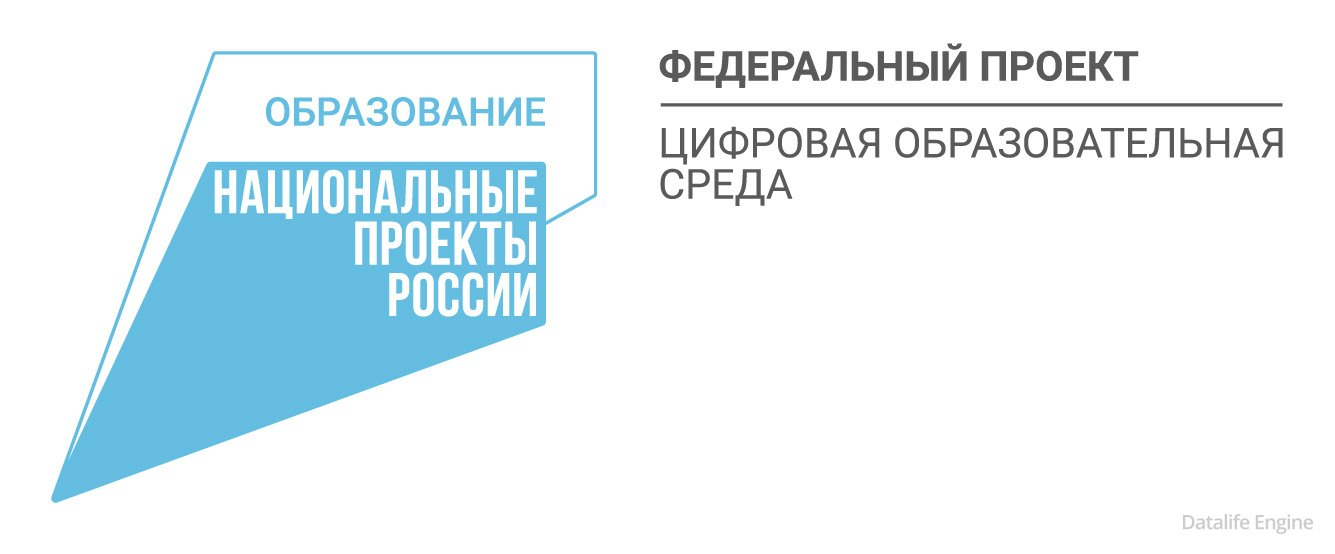 ОБРАЗОВАНИЕ
НАЦИОНАЛЬНЫЕ
ПРОЕКТЫ
РОССИИ
ФЕДЕРАЛЬНЫЙ ПРОЕКТ
ЦИФРОВАЯ ОБРАЗОВАТЕЛЬНАЯ
СРЕДА
Datalife Engine